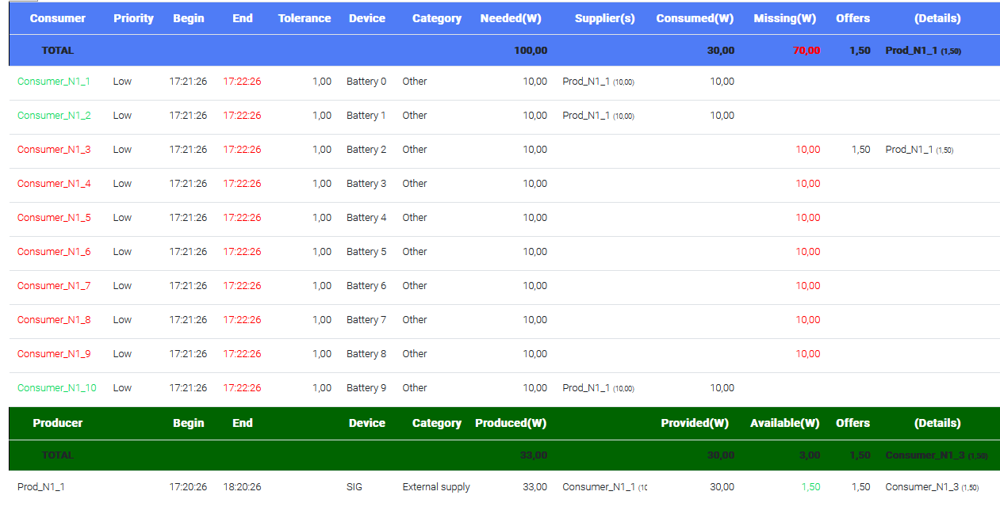 Consumer Priority Begin End Tolerance Device Category Needed(W) Supplier(s) Consumed(W) Missing(W) Offers (Details)
TOTAL 100,00 30,00 70,00 1,50 Prod_N1_1 (1,50)
Consumer_N1_1 Low 17:21:26 17:22:26 1,00 Battery 0 Other 10,00 Prod_N1_1 (10,00) 10,00
Consumer_N1_2 Low 17:21:26 17:22:26 1,00 Battery 1 Other 10,00 Prod_N1_1 (10,00) 10,00
Consumer_N1_3 Low 17:21:26 17:22:26 1,00 Battery 2 Other 10,00 10,00 1,50 Prod_N1_1 (1,50)
Consumer_N1_4 Low 17:21:26 17:22:26 1,00 Battery 3 Other 10,00 10,00
Consumer_N1_5 Low 17:21:26 17:22:26 1,00 Battery 4 Other 10,00 10,00
Consumer_N1_6 Low 17:21:26 17:22:26 1,00 Battery 5 Other 10,00 10,00
Consumer_N1_7 Low 17:21:26 17:22:26 1,00 Battery 6 Other 10,00 10,00
Consumer_N1_8 Low 17:21:26 17:22:26 1,00 Battery 7 Other 10,00 10,00
Consumer_N1_9 Low 17:21:26 17:22:26 1,00 Battery 8 Other 10,00 10,00
Consumer_N1_10 Low 17:21:26 17:22:26 1,00 Battery 9 Other 10,00 Prod_N1_1 (10,00) 10,00
Producer Begin End Device Category Produced(W) Provided(W) Available(W) Offers (Details)
TOTAL 33,00 30,00 3,00 1,50 Consumer_N1_3 (1,50)
Prod_N1_1 17:20:26 18:20:26 SIG External supply 33,00 Consumer_N1_1 (10 30,00 1,50 1,50 Consumer_N1_3 (1,50)